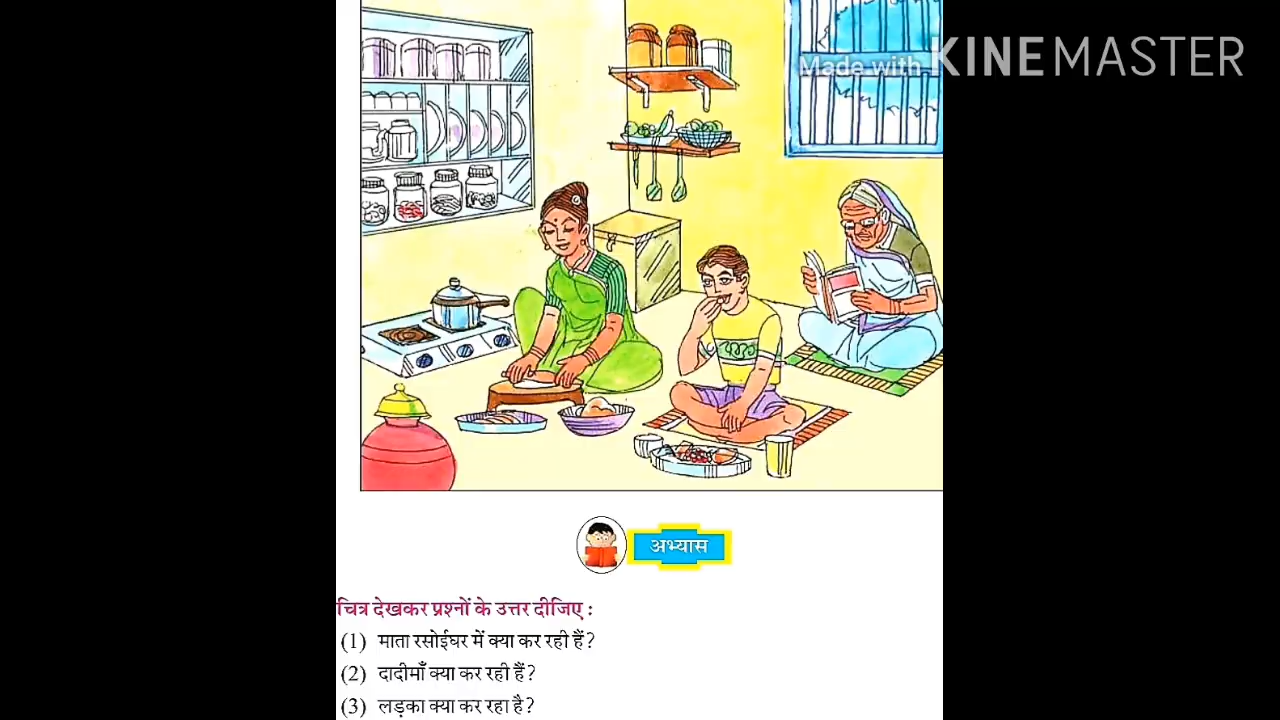 Made with KINEMASTER
अभ्यास
चित्र देखकर प्रश्नों के उत्तर दीजिए :
(1) माता रसोईघर में क्या कर रही हैं?
(2) दादीमाँ क्या कर रही हैं?
(3) लड़का क्या कर रहा है?